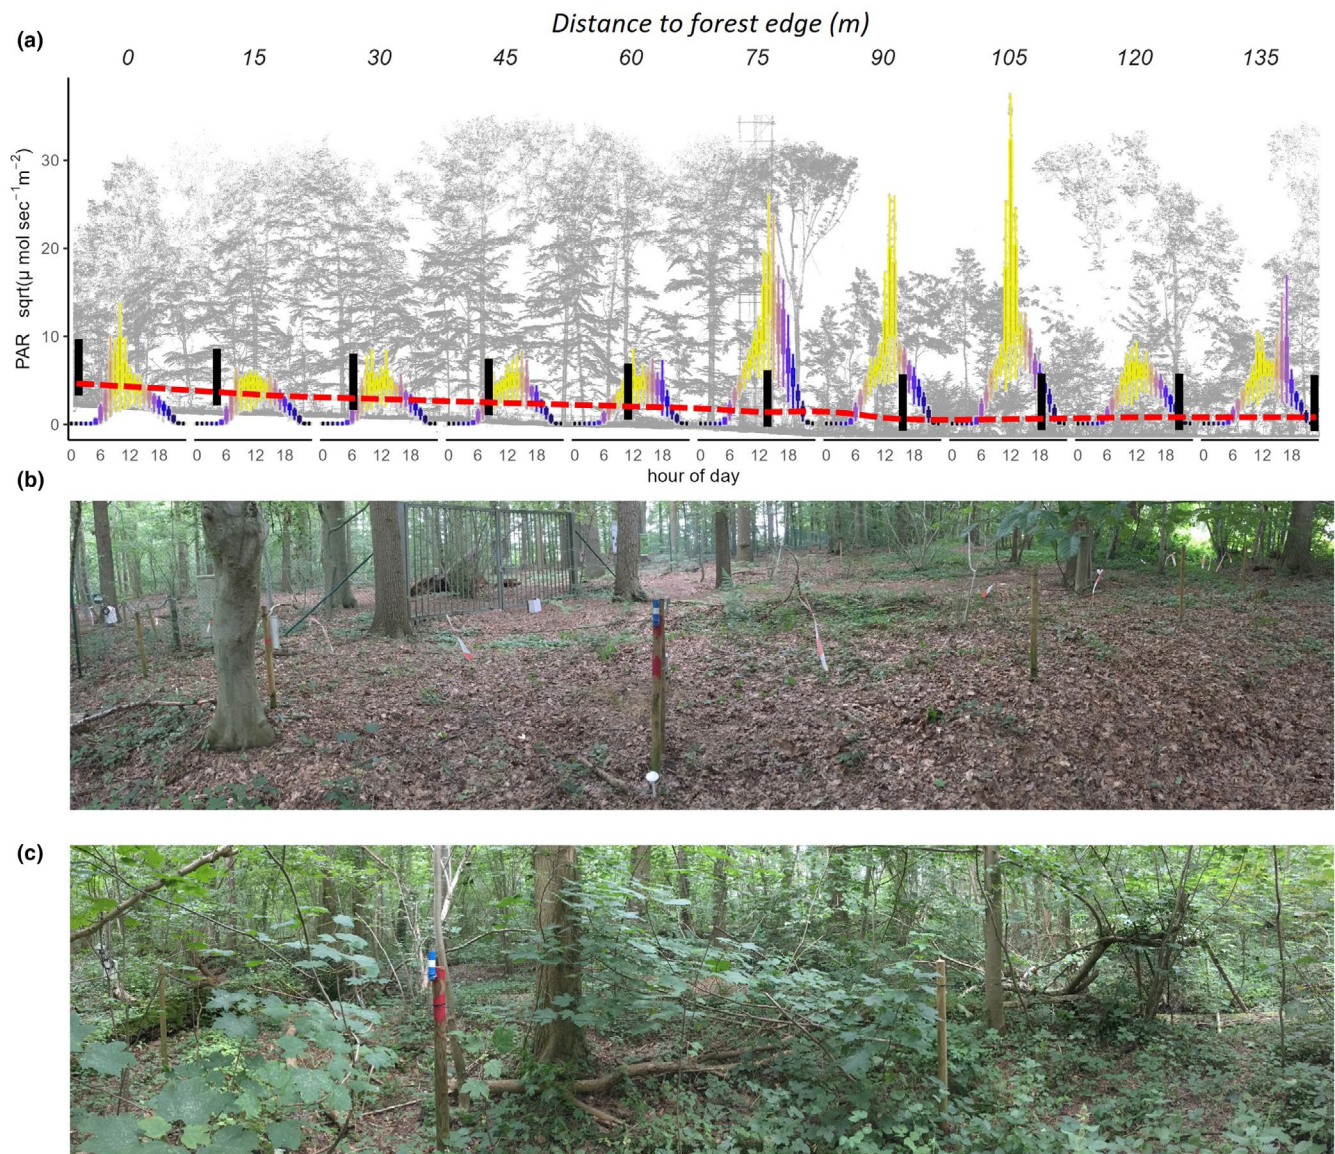 Distance to forest edge (m)
(a)
0 15 30 45 60 75 90 105 120 135
PAR sqrt(μ mol sec⁻¹m⁻²)
30
20
10
0
0 6 12 18 0 6 12 18 0 6 12 18 0 6 12 18 0 6 12 18 0 6 12 18 0 6 12 18 0 6 12 18 0 6 12 18 0 6 12 18
hour of day
(b)
(c)